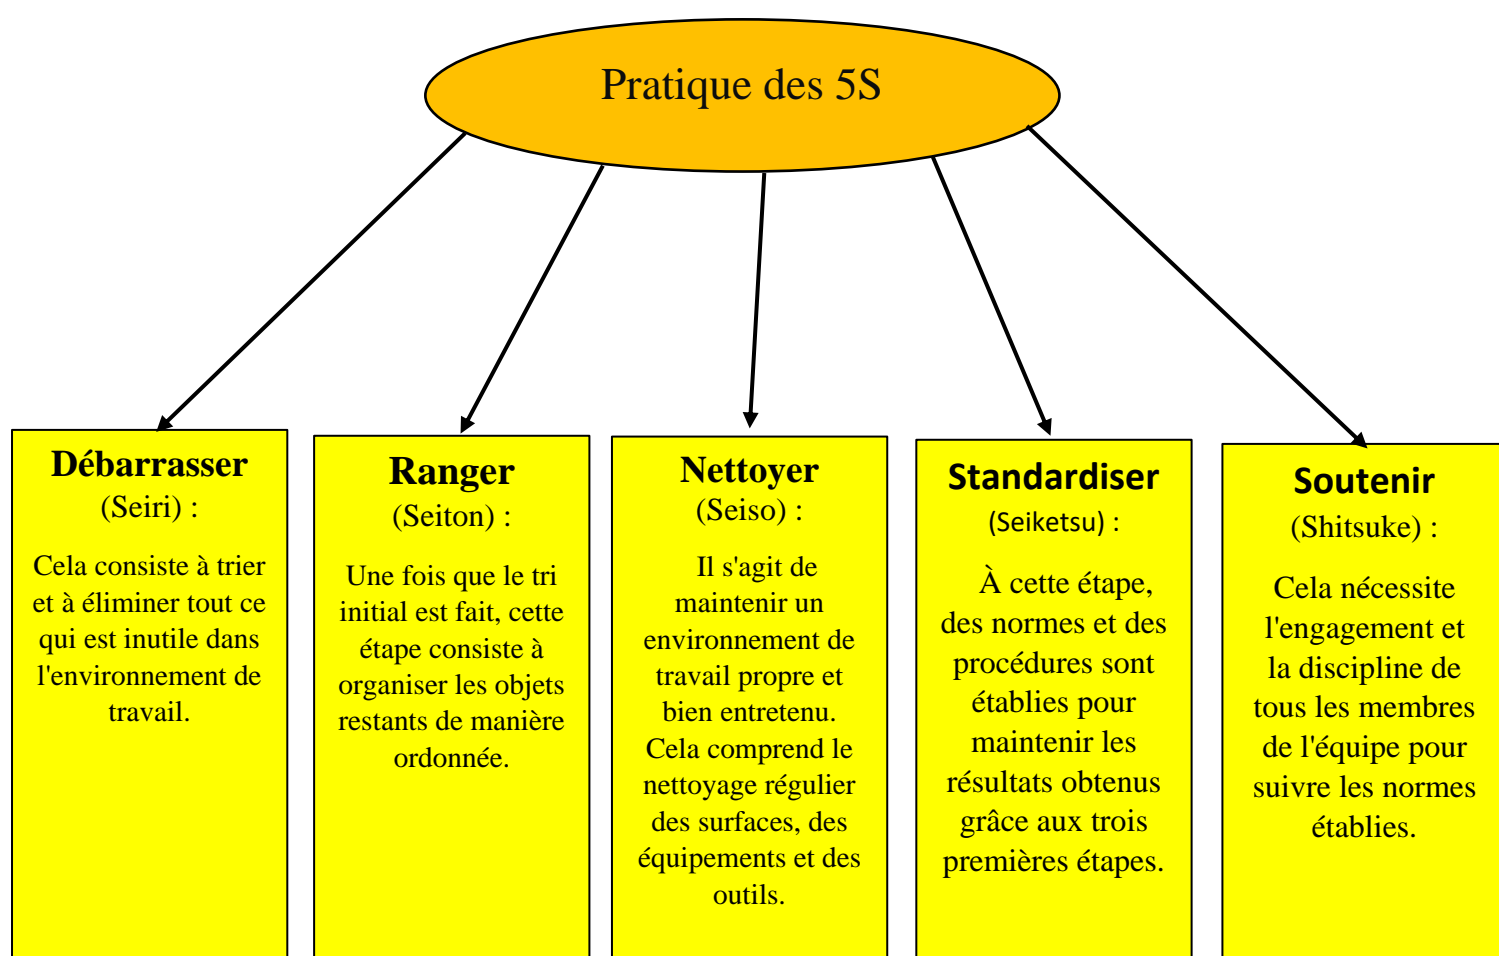 Pratique des 5S
Débarrasser
(Seiri) :
Cela consiste à trier
et à éliminer tout ce
qui est inutile dans
l'environnement de
travail.
Ranger
(Seiton) :
Une fois que le tri
initial est fait, cette
étape consiste à
organiser les objets
restants de manière
ordonnée.
Nettoyer
(Seiso) :
Il s'agit de
maintenir un
environnement de
travail propre et
bien entretenu.
Cela comprend le
nettoyage régulier
des surfaces, des
équipements et des
outils.
Standardiser
(Seiketsu) :
À cette étape,
des normes et des
procédures sont
établies pour
maintenir les
résultats obtenus
grâce aux trois
premières étapes.
Soutenir
(Shitsuke) :
Cela nécessite
l'engagement et
la discipline de
tous les membres
de l'équipe pour
suivre les normes
établies.